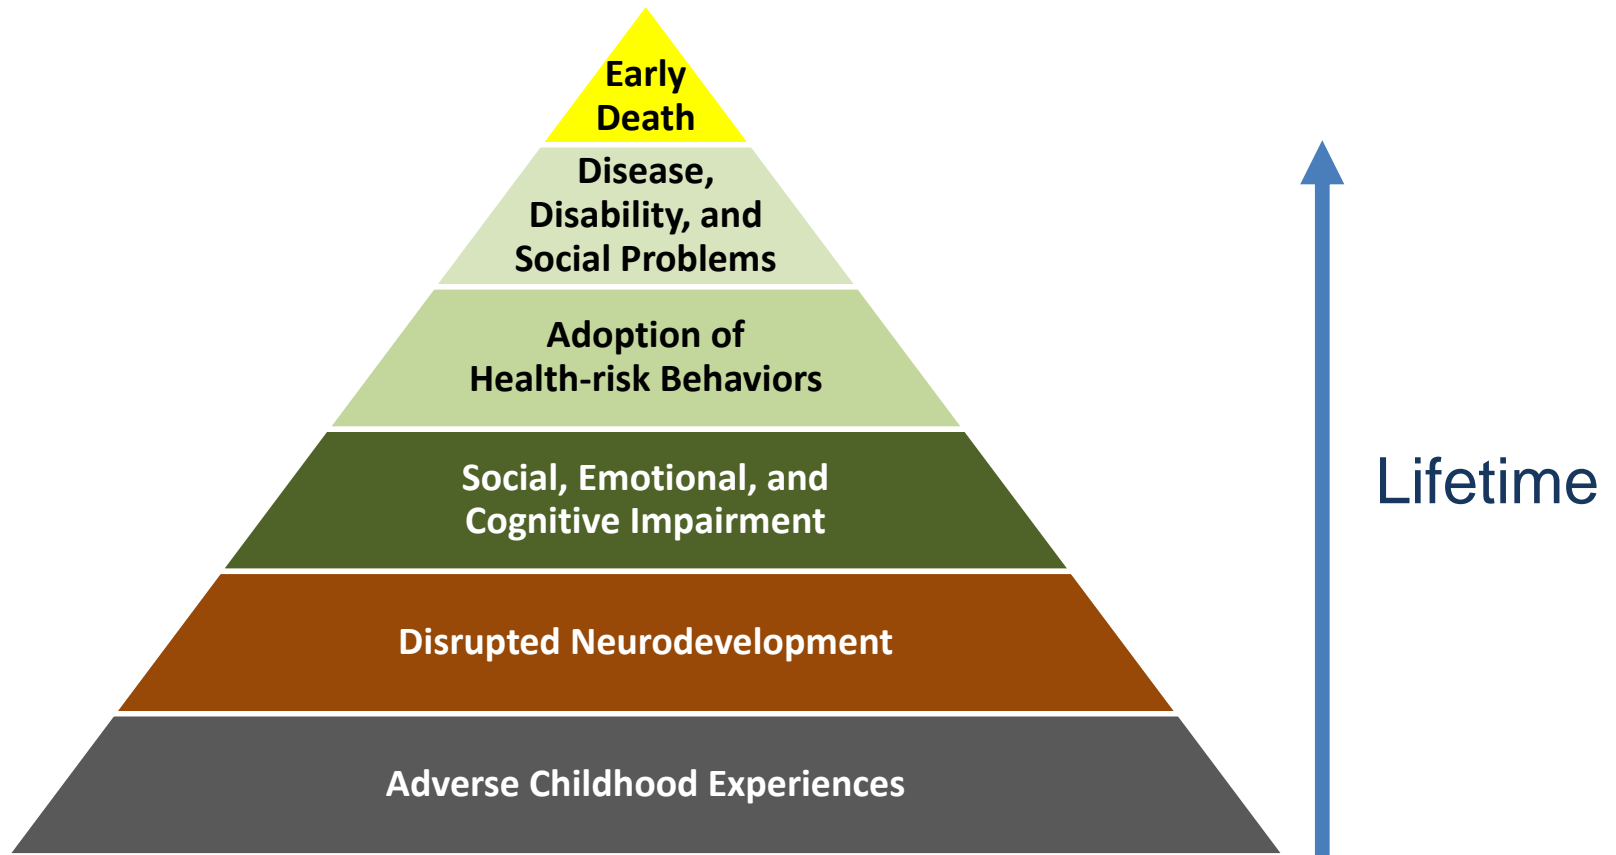 Early
Death
Disease,
Disability, and
Social Problems
Adoption of
Health-risk Behaviors
Social, Emotional, and
Cognitive Impairment
Disrupted Neurodevelopment
Adverse Childhood Experiences
Lifetime